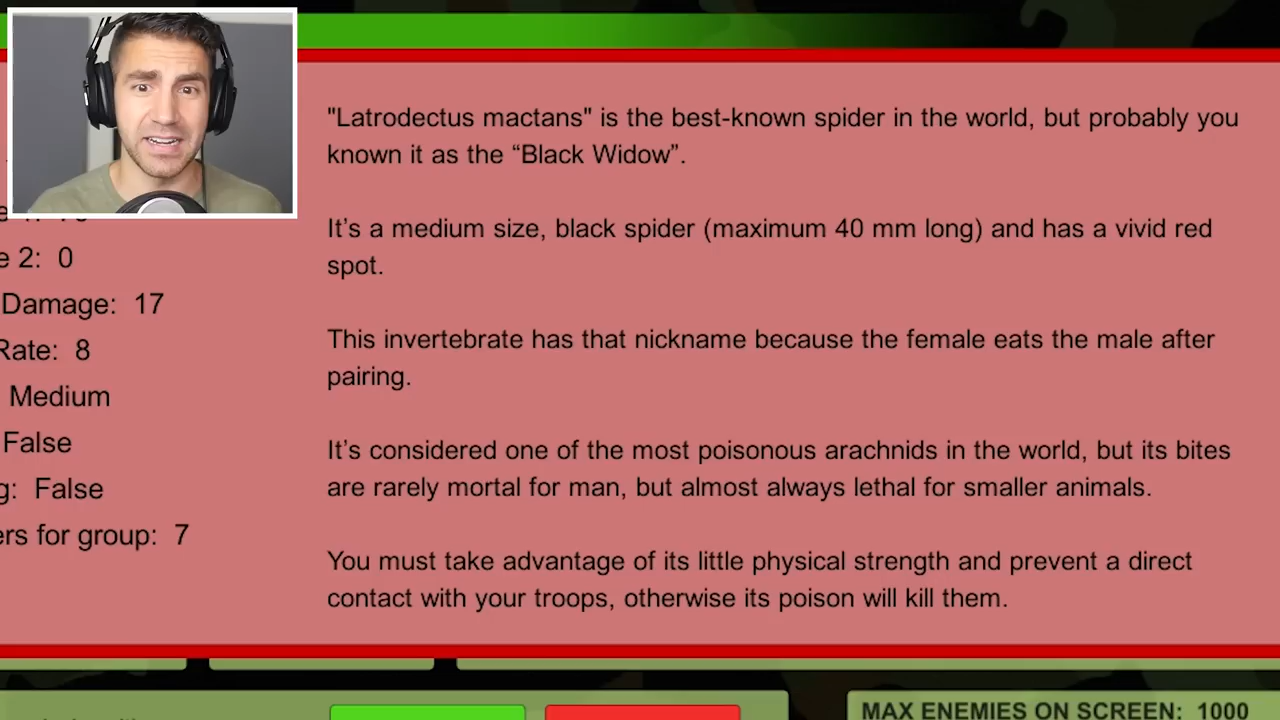 "Latrodectus mactans" is the best-known spider in the world, but probably you
known it as the “Black Widow”.
It’s a medium size, black spider (maximum 40 mm long) and has a vivid red
spot.
This invertebrate has that nickname because the female eats the male after
pairing.
It’s considered one of the most poisonous arachnids in the world, but its bites
are rarely mortal for man, but almost always lethal for smaller animals.
You must take advantage of its little physical strength and prevent a direct
contact with your troops, otherwise its poison will kill them.
2: 0
Damage: 17
Rate: 8
Medium
False
False
for group: 7
MAX ENEMIES ON SCREEN: 1000